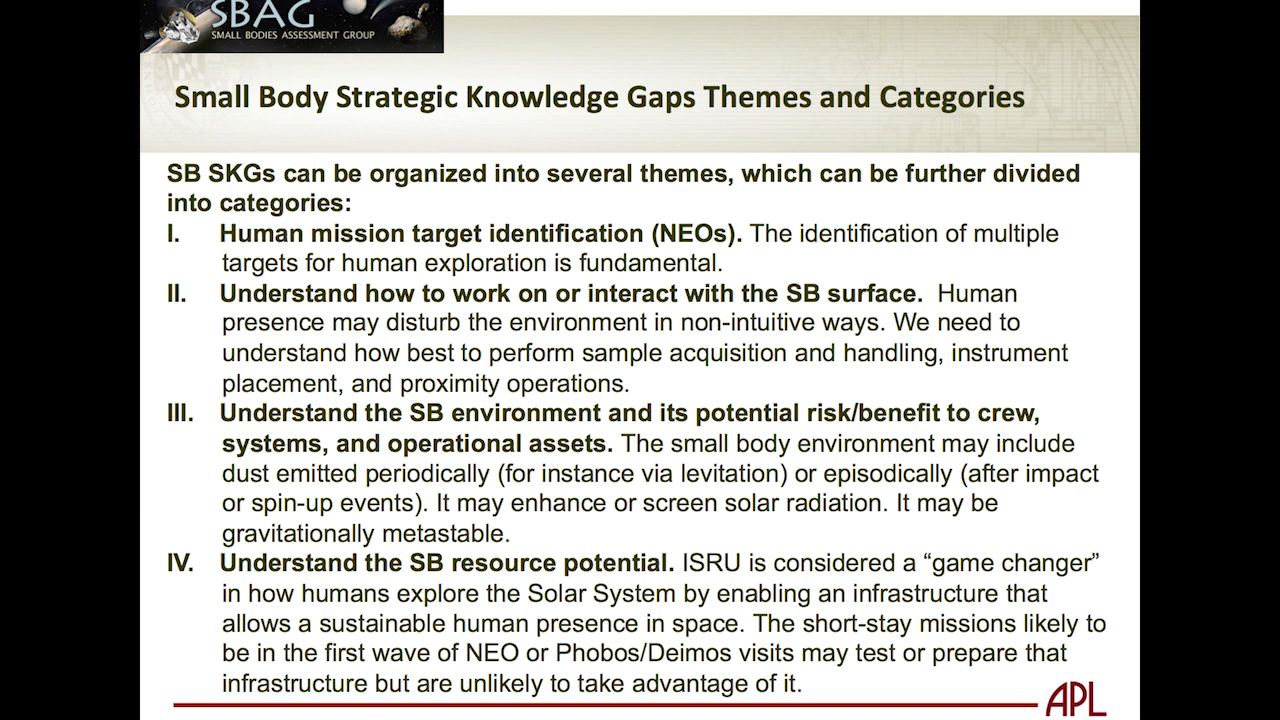 SBAG
SMALL BODIES ASSESSMENT GROUP
Small Body Strategic Knowledge Gaps Themes and Categories
SB SKGs can be organized into several themes, which can be further divided
into categories:
I. Human mission target identification (NEOs). The identification of multiple
targets for human exploration is fundamental.
II. Understand how to work on or interact with the SB surface. Human
presence may disturb the environment in non-intuitive ways. We need to
understand how best to perform sample acquisition and handling, instrument
placement, and proximity operations.
III. Understand the SB environment and its potential risk/benefit to crew,
systems, and operational assets. The small body environment may include
dust emitted periodically (for instance via levitation) or episodically (after impact
or spin-up events). It may enhance or screen solar radiation. It may be
gravitationally metastable.
IV. Understand the SB resource potential. ISRU is considered a “game changer”
in how humans explore the Solar System by enabling an infrastructure that
allows a sustainable human presence in space. The short-stay missions likely to
be in the first wave of NEO or Phobos/Deimos visits may test or prepare that
infrastructure but are unlikely to take advantage of it.
APL